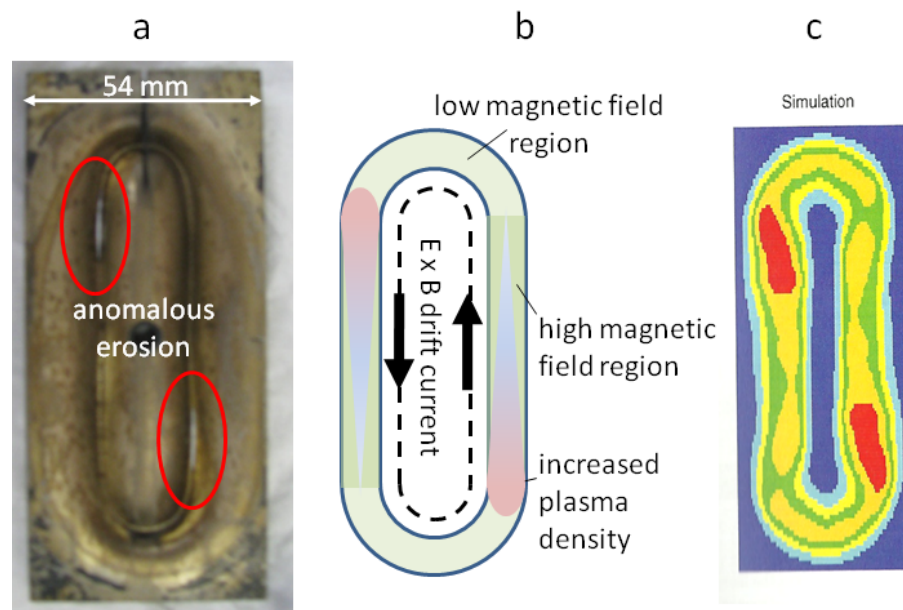 a
54 mm
anomalous
erosion
b
low magnetic field
region
E x B drift current
high magnetic
field region
increased
plasma
density
c
Simulation